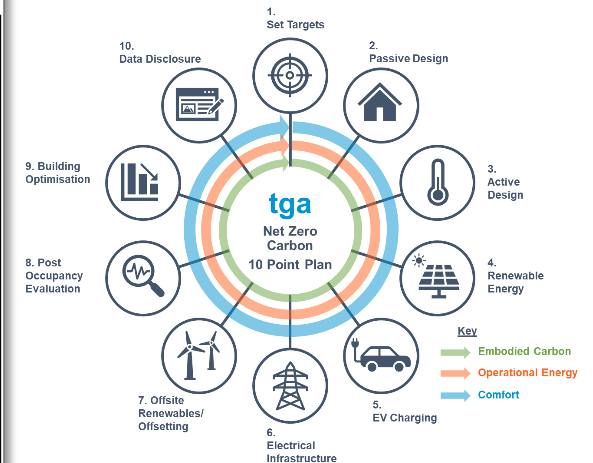 1.
Set Targets
2.
Passive Design
3.
Active
Design
4.
Renewable
Energy
5.
EV Charging
6.
Electrical
Infrastructure
7. Offsite
Renewables/
Offsetting
8. Post
Occupancy
Evaluation
9. Building
Optimisation
10.
Data Disclosure
tga
Net Zero
Carbon
10 Point Plan
Key
Embodied Carbon
Operational Energy
Comfort